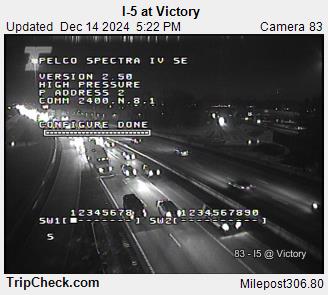 I-5 at Victory
Updated Dec 14 2024 5:22 PM Camera 83
PELCO SPECTRA IV SE
VERSION 2.50
HIGH PRESSURE
P ADDRESS 2
COMM 2400.N.8.1
CONFIGURE DONE
12345678 1234567890
SW1[ ] SW2[ ]
S
83 - I5 @ Victory
TripCheck.com Milepost306.80